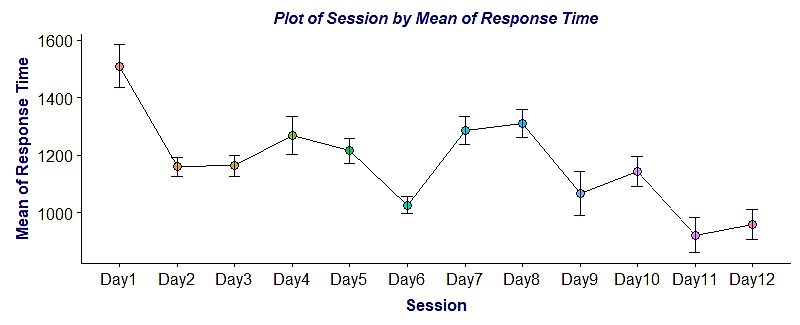 Plot of Session by Mean of Response Time
Mean of Response Time
1600
1400
1200
1000
Day1 Day2 Day3 Day4 Day5 Day6 Day7 Day8 Day9 Day10 Day11 Day12
Session